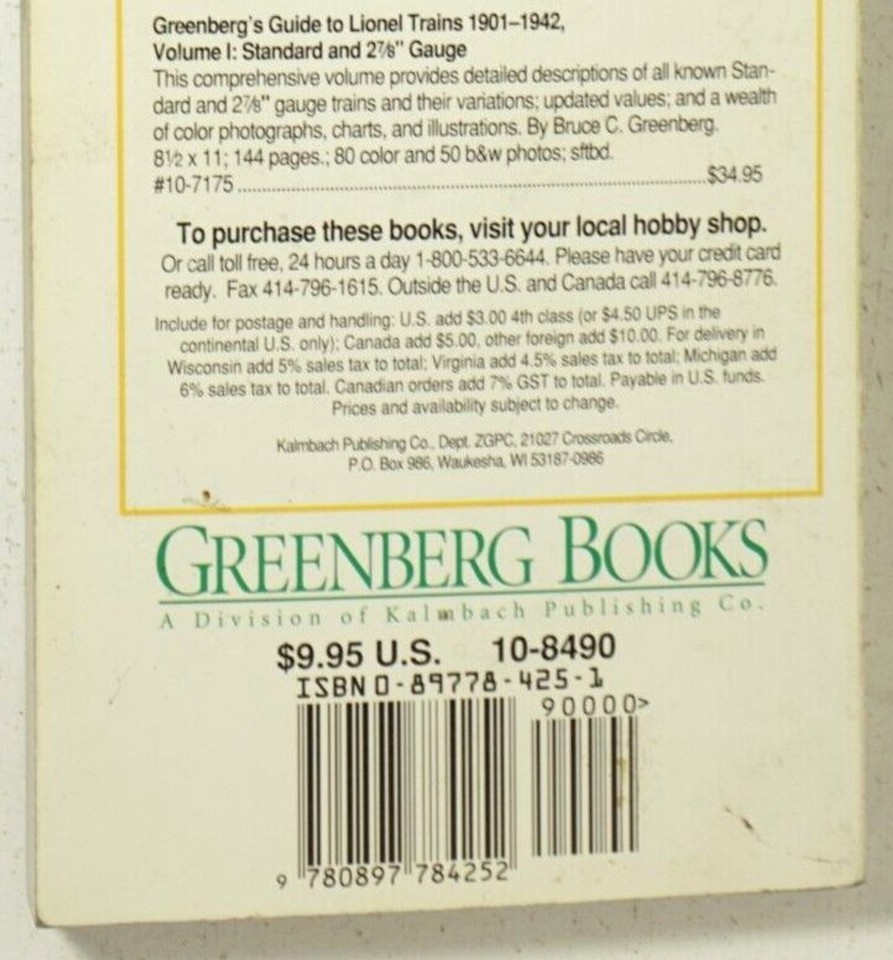 Greenberg's Guide to Lionel Trains 1901–1942,
Volume I: Standard and 2⅞" Gauge
This comprehensive volume provides detailed descriptions of all known Stan-
dard and 2⅞" gauge trains and their variations; updated values; and a wealth
of color photographs, charts, and illustrations. By Bruce C. Greenberg.
8½ x 11; 144 pages.; 80 color and 50 b&w photos; sftbd.
#10-7175 ........................................................................ $34.95
To purchase these books, visit your local hobby shop.
Or call toll free, 24 hours a day 1-800-533-6644. Please have your credit card
ready. Fax 414-796-1615. Outside the U.S. and Canada call 414-796-8776.
Include for postage and handling: U.S. add $3.00 4th class (or $4.50 UPS in the
continental U.S. only); Canada add $5.00, other foreign add $10.00. For delivery in
Wisconsin add 5% sales tax to total; Virginia add 4.5% sales tax to total; Michigan add
6% sales tax to total. Canadian orders add 7% GST to total. Payable in U.S. funds.
Prices and availability subject to change.
Kalmbach Publishing Co., Dept. ZGPC, 21027 Crossroads Circle,
P.O. Box 986, Waukesha, WI 53187-0986
GREENBERG BOOKS
A Division of Kalmbach Publishing Co.
$9.95 U.S. 10-8490
ISBN 0-89778-425-1
90000>
9 780897 784252